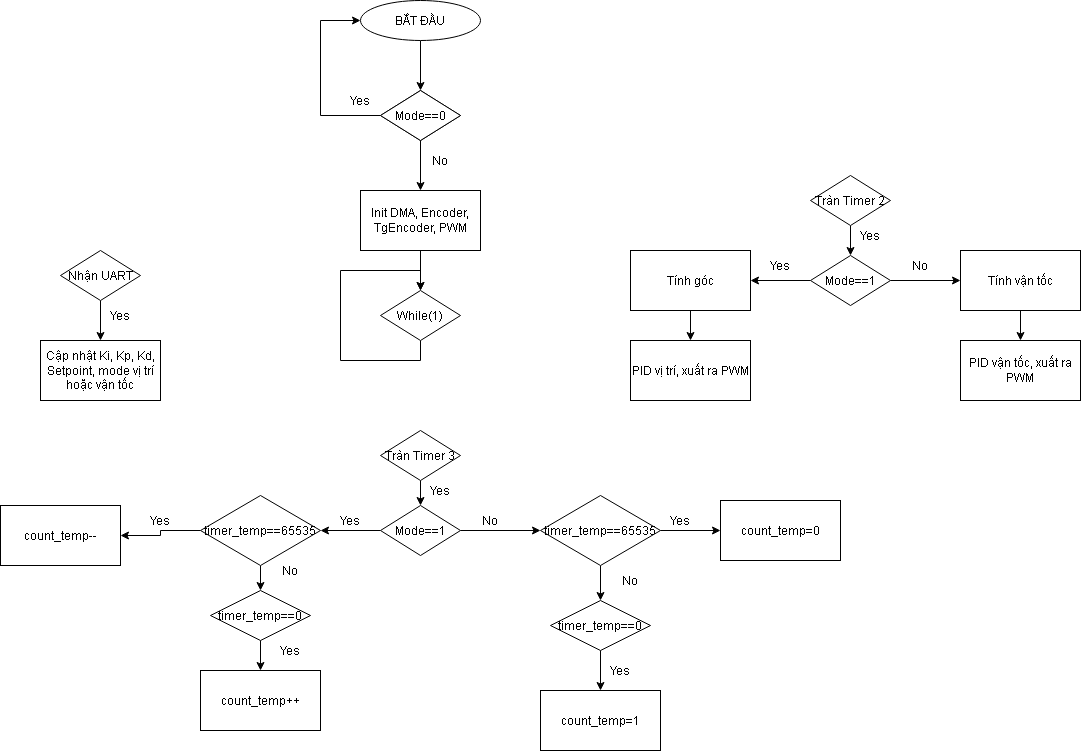 BẮT ĐẦU
Yes
Mode==0
No
Init DMA, Encoder,
TgEncoder, PWM
While(1)
Nhận UART
Yes
Cập nhật Ki, Kp, Kd,
Setpoint, mode vị trí
hoặc vận tốc
Tràn Timer 2
Yes
Mode==1
Yes
No
Tính góc
Tính vận tốc
PID vị trí, xuất ra PWM
PID vận tốc, xuất ra
PWM
Tràn Timer 3
Yes
Mode==1
Yes
No
timer_temp==65535
Yes
count_temp--
No
timer_temp==0
Yes
count_temp++
timer_temp==65535
Yes
count_temp=0
No
timer_temp==0
Yes
count_temp=1